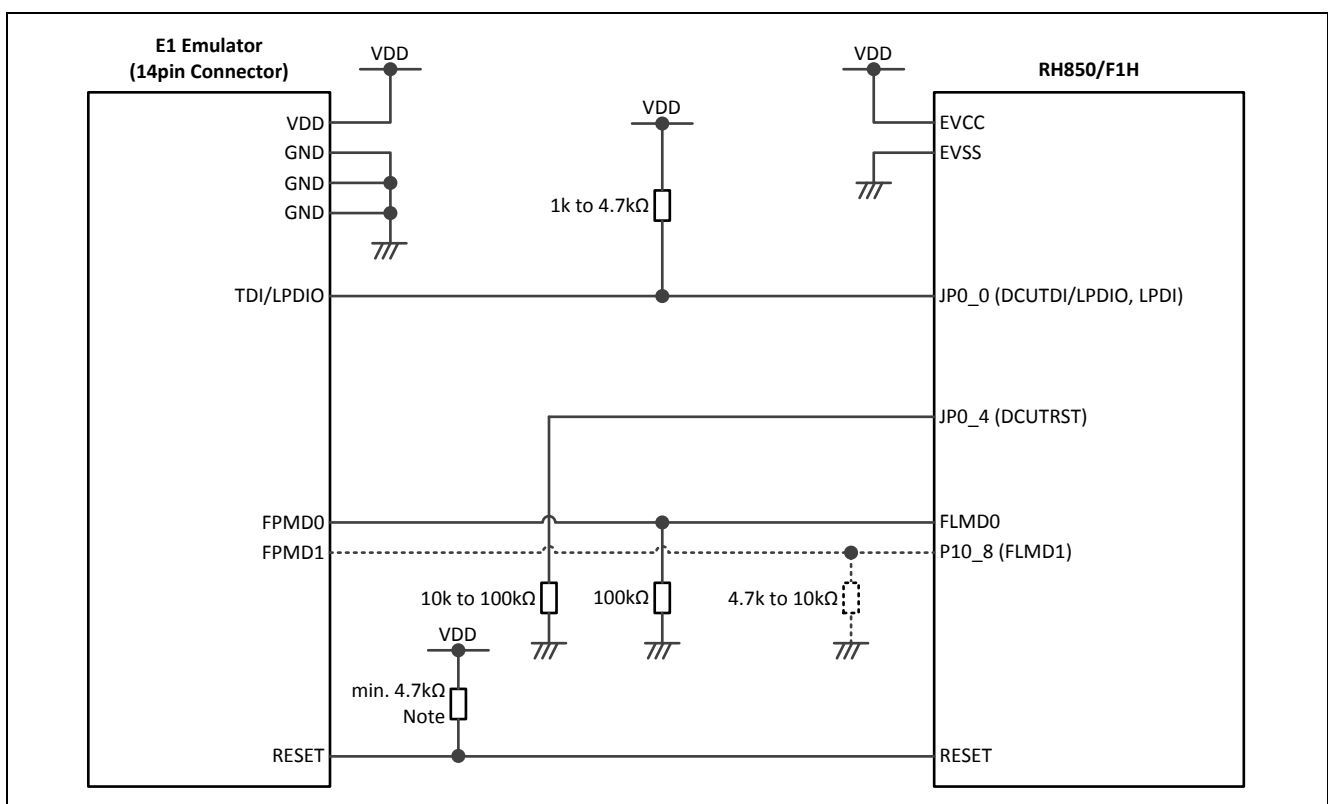 E1 Emulator
(14pin Connector)
VDD
VDD
RH850/F1H
VDD
VDD
EVCC
GND
EVSS
GND
GND
1k to 4.7kΩ
TDI/LPDIO
JP0_0 (DCUTDI/LPDIO, LPDI)
JP0_4 (DCUTRST)
FPMD0
FLMD0
FPMD1
P10_8 (FLMD1)
10k to 100kΩ
100kΩ
4.7k to 10kΩ
VDD
min. 4.7kΩ
Note
RESET
RESET